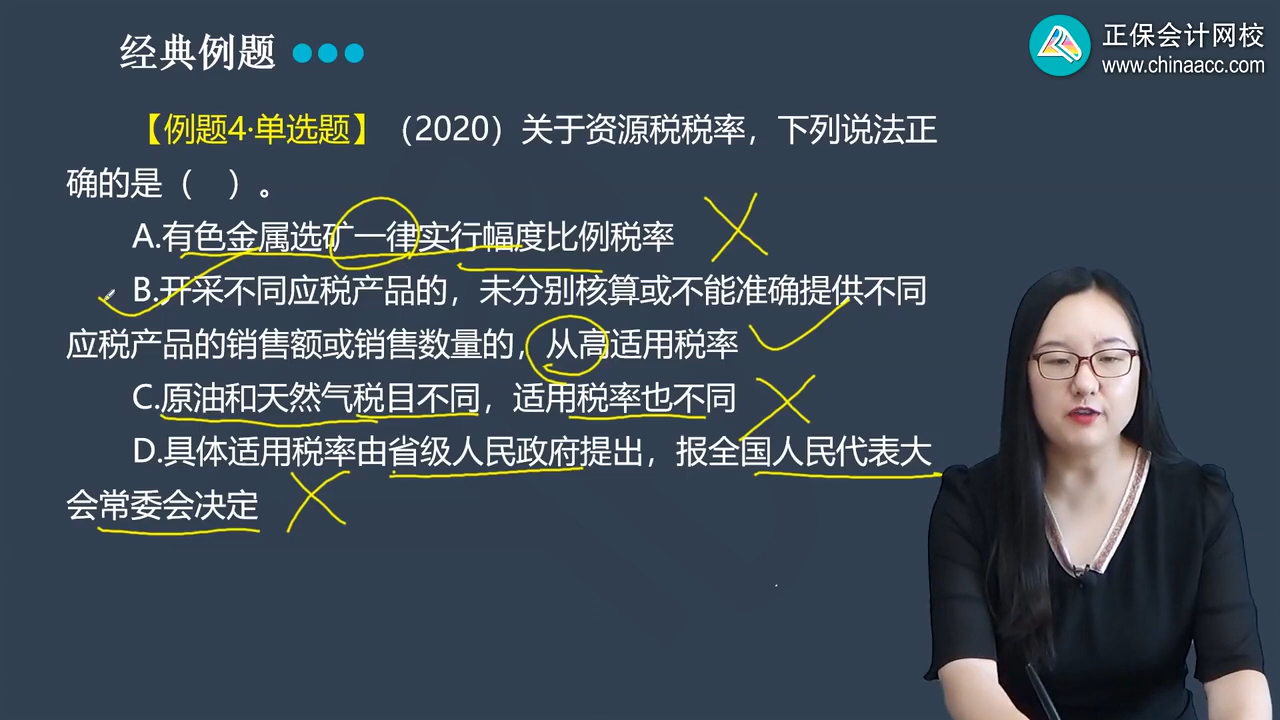 经典例题
正保会计网校
www.chinaacc.com
【例题4·单选题】（2020）关于资源税税率，下列说法正
确的是（　）。
A.有色金属选矿一律实行幅度比例税率
B.开采不同应税产品的，未分别核算或不能准确提供不同
应税产品的销售额或销售数量的，从高适用税率
C.原油和天然气税目不同，适用税率也不同
D.具体适用税率由省级人民政府提出，报全国人民代表大
会常委会决定